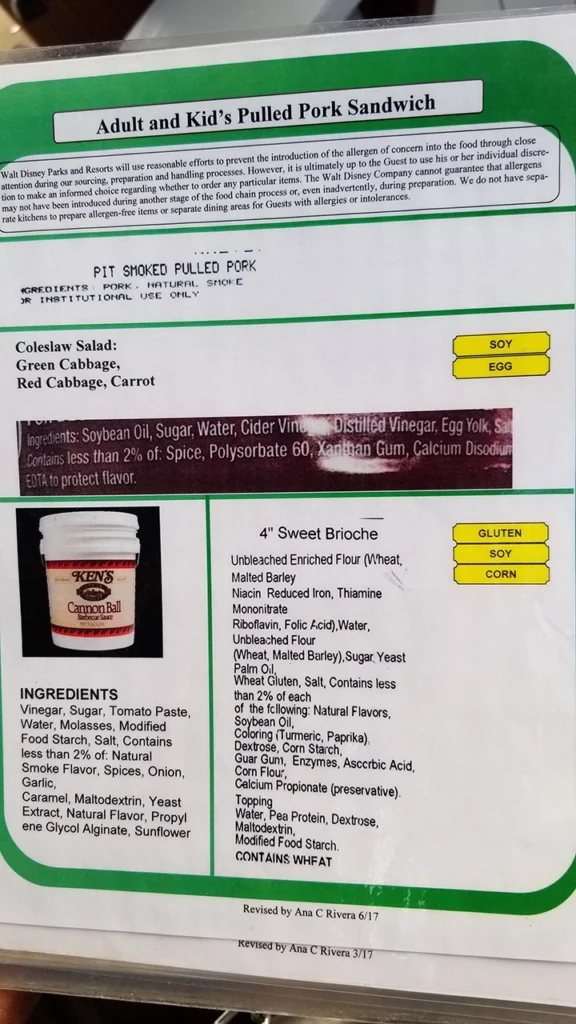 Adult and Kid's Pulled Pork Sandwich
Walt Disney Parks and Resorts will use reasonable efforts to prevent the introduction of the allergen of concern into the food through close
attention during our sourcing, preparation and handling processes. However, it is ultimately up to the Guest to use his or her individual discre-
tion to make an informed choice regarding whether to order any particular items. The Walt Disney Company cannot guarantee that allergens
may not have been introduced during another stage of the food chain process or, even inadvertently, during preparation. We do not have sepa-
rate kitchens to prepare allergen-free items or separate dining areas for Guests with allergies or intolerances.
PIT SMOKED PULLED PORK
NGREDIENTS: PORK, NATURAL SMOKE
OR INSTITUTIONAL USE ONLY
Coleslaw Salad:
Green Cabbage,
Red Cabbage, Carrot
SOY
EGG
Ingredients: Soybean Oil, Sugar, Water, Cider Distilled Vinegar, Egg Yolk,
Contains less than 2% of: Spice, Polysorbate 60, Xanthan Gum, Calcium Disodium
EDTA to protect flavor.
KEN'S
Cannon Ball
Barbecue Sauce
INGREDIENTS
Vinegar, Sugar, Tomato Paste,
Water, Molasses, Modified
Food Starch, Salt, Contains
less than 2% of: Natural
Smoke Flavor, Spices, Onion,
Garlic,
Caramel, Maltodextrin, Yeast
Extract, Natural Flavor, Propyl
ene Glycol Alginate, Sunflower
4" Sweet Brioche
GLUTEN
SOY
CORN
Unbleached Enriched Flour (Wheat,
Malted Barley
Niacin Reduced Iron, Thiamine
Mononitrate
Riboflavin, Folic Acid),Water,
Unbleached Flour
(Wheat, Malted Barley),Sugar, Yeast
Palm Oil,
Wheat Gluten, Salt, Contains less
than 2% of each
of the following: Natural Flavors,
Soybean Oil,
Coloring (Turmeric, Paprika),
Dextrose, Corn Starch,
Guar Gum, Enzymes, Ascorbic Acid,
Corn Flour,
Calcium Propionate (preservative).
Topping
Water, Pea Protein, Dextrose,
Maltodextrin,
Modified Food Starch.
CONTAINS WHEAT
Revised by Ana C Rivera 6/17
Revised by Ana C Rivera 3/17